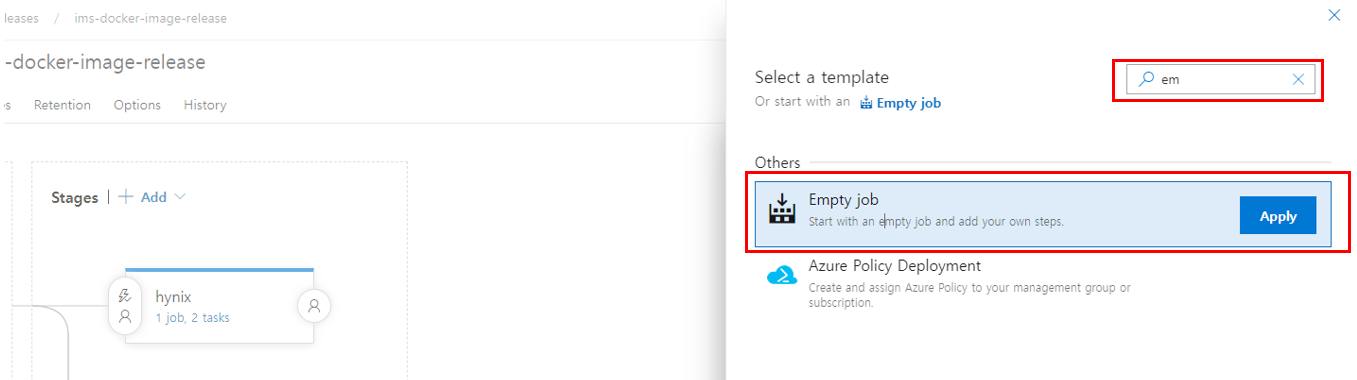 leases / ims-docker-image-release
-docker-image-release
es Retention Options History
Stages | + Add
hynix
1 job, 2 tasks
Select a template
Or start with an Empty job
em
Others
Empty job
Start with an empty job and add your own steps.
Apply
Azure Policy Deployment
Create and assign Azure Policy to your management group or
subscription.